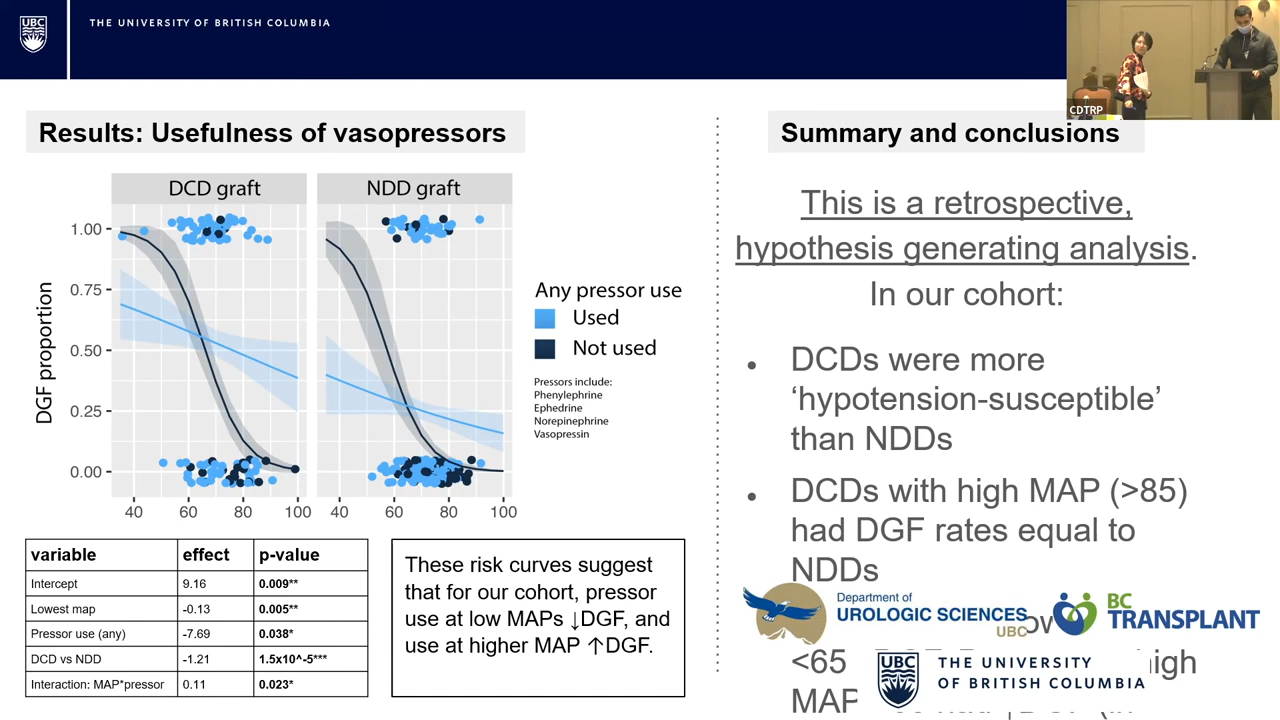 UBC
THE UNIVERSITY OF BRITISH COLUMBIA
CDTRP
Results: Usefulness of vasopressors
DCD graft
NDD graft
DGF proportion
1.00
0.75
0.50
0.25
0.00
40 60 80 100
40 60 80 100
Any pressor use
Used
Not used
Pressors include:
Phenylephrine
Ephedrine
Norepinephrine
Vasopressin
variable effect p-value
Intercept 9.16 0.009**
Lowest map -0.13 0.005**
Pressor use (any) -7.69 0.038*
DCD vs NDD -1.21 1.5x10^-5***
Interaction: MAP*pressor 0.11 0.023*
These risk curves suggest
that for our cohort, pressor
use at low MAPs ↓DGF, and
use at higher MAP ↑DGF.
Summary and conclusions
This is a retrospective,
hypothesis generating analysis.
In our cohort:
• DCDs were more
‘hypotension-susceptible’
than NDDs
• DCDs with high MAP (>85)
had DGF rates equal to
NDDs
Department of
UROLOGIC SCIENCES
UBC
BC
TRANSPLANT
<65
MAP
UBC
THE UNIVERSITY
OF BRITISH COLUMBIA